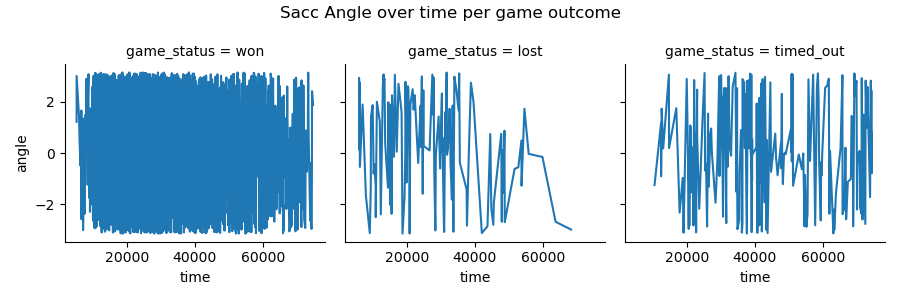 Sacc Angle over time per game outcome
game_status = won
game_status = lost
game_status = timed_out
angle
2
0
−2
20000 40000 60000
20000 40000 60000
20000 40000 60000
time
time
time